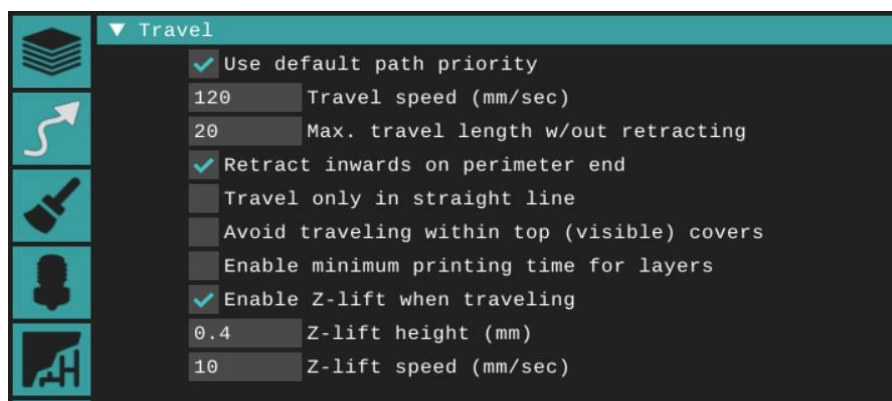 Travel
Use default path priority
120 Travel speed (mm/sec)
20 Max. travel length w/out retracting
Retract inwards on perimeter end
Travel only in straight line
Avoid traveling within top (visible) covers
Enable minimum printing time for layers
Enable Z-lift when traveling
0.4 Z-lift height (mm)
10 Z-lift speed (mm/sec)